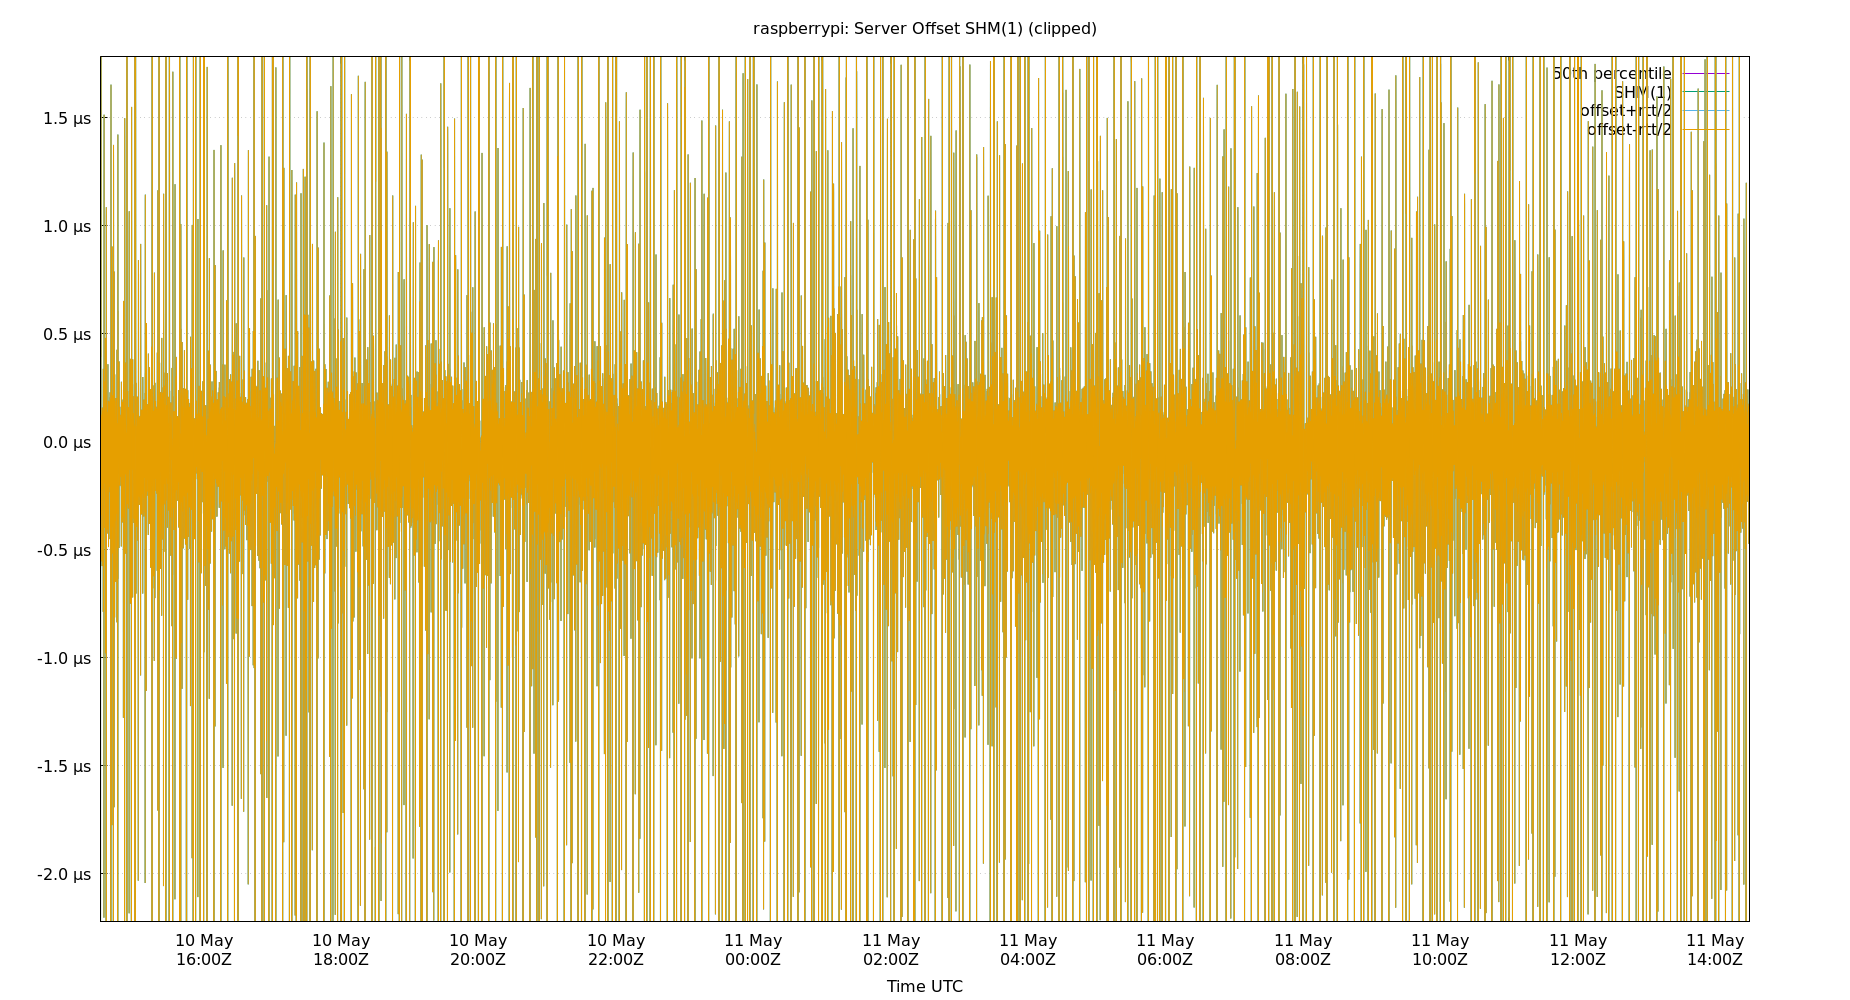 raspberrypi: Server Offset SHM(1) (clipped)
50th percentile
SHM(1)
offset+rtt/2
offset-rtt/2
1.5 µs
1.0 µs
0.5 µs
0.0 µs
-0.5 µs
-1.0 µs
-1.5 µs
-2.0 µs
10 May 10 May 10 May 10 May 11 May 11 May 11 May 11 May 11 May 11 May 11 May 11 May
16:00Z 18:00Z 20:00Z 22:00Z 00:00Z 02:00Z 04:00Z 06:00Z 08:00Z 10:00Z 12:00Z 14:00Z
Time UTC